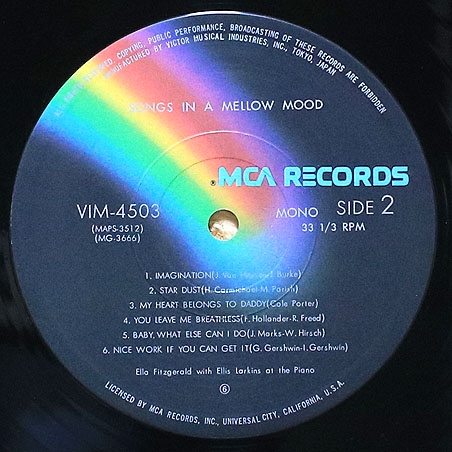 ALL RIGHTS RESERVED, COPYING, PUBLIC PERFORMANCE, BROADCASTING OF THESE RECORDS ARE FORBIDDEN
MANUFACTURED BY VICTOR MUSICAL INDUSTRIES, INC., TOKYO, JAPAN
SONGS IN A MELLOW MOOD
® MCA RECORDS
VIM-4503
MONO SIDE 2
(MAPS-3512)
33 1/3 RPM
(MG-3666)
1. IMAGINATION(J. Van Burke)
2. STAR DUST(H. Carmichael-M. Parish)
3. MY HEART BELONGS TO DADDY(Cole Porter)
4. YOU LEAVE ME BREATHLESS(F. Hollander-R. Freed)
5. BABY, WHAT ELSE CAN I DO(J. Marks-W. Hirsch)
6. NICE WORK IF YOU CAN GET IT(G. Gershwin-I. Gershwin)
Ella Fitzgerald with Ellis Larkins at the Piano
6
LICENSED BY MCA RECORDS, INC., UNIVERSAL CITY, CALIFORNIA, U.S.A.